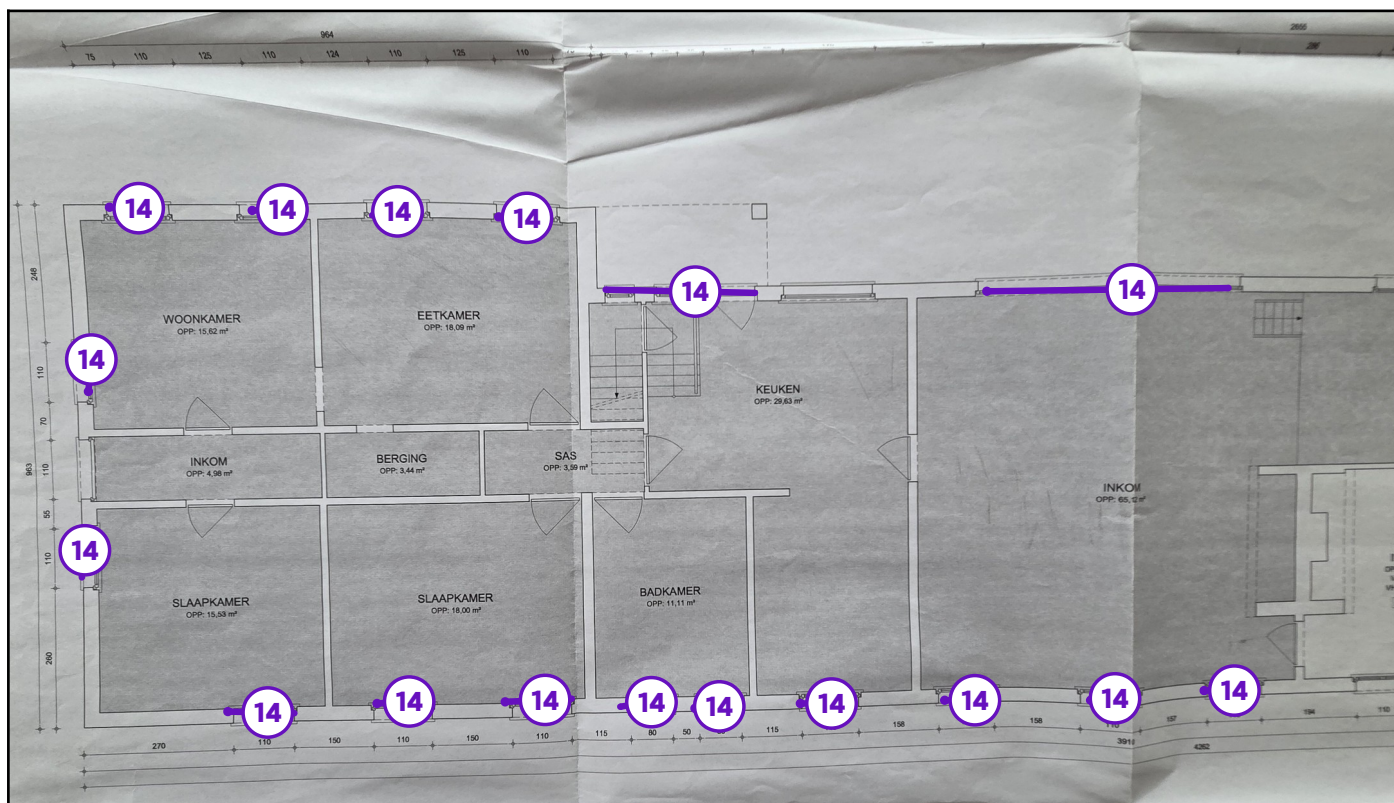 964
2655
75 110 125 110 124 110 125 110
14 14 14 14
14 14
248
WOONKAMER
OPP: 15,62 m²
EETKAMER
OPP: 18,09 m²
14
110
KEUKEN
OPP: 29,63 m²
70
963
110
INKOM
OPP: 4,98 m²
BERGING
OPP: 3,44 m²
SAS
OPP: 3,59 m²
INKOM
55
14
110
SLAAPKAMER
OPP: 15,53 m²
SLAAPKAMER
OPP: 18,00 m²
BADKAMER
OPP: 11,11 m²
260
14 14 14 14 14 14 14 14 14
270 110 150 110 150 110 115 80 50 115 158 158 157 194 110
4262